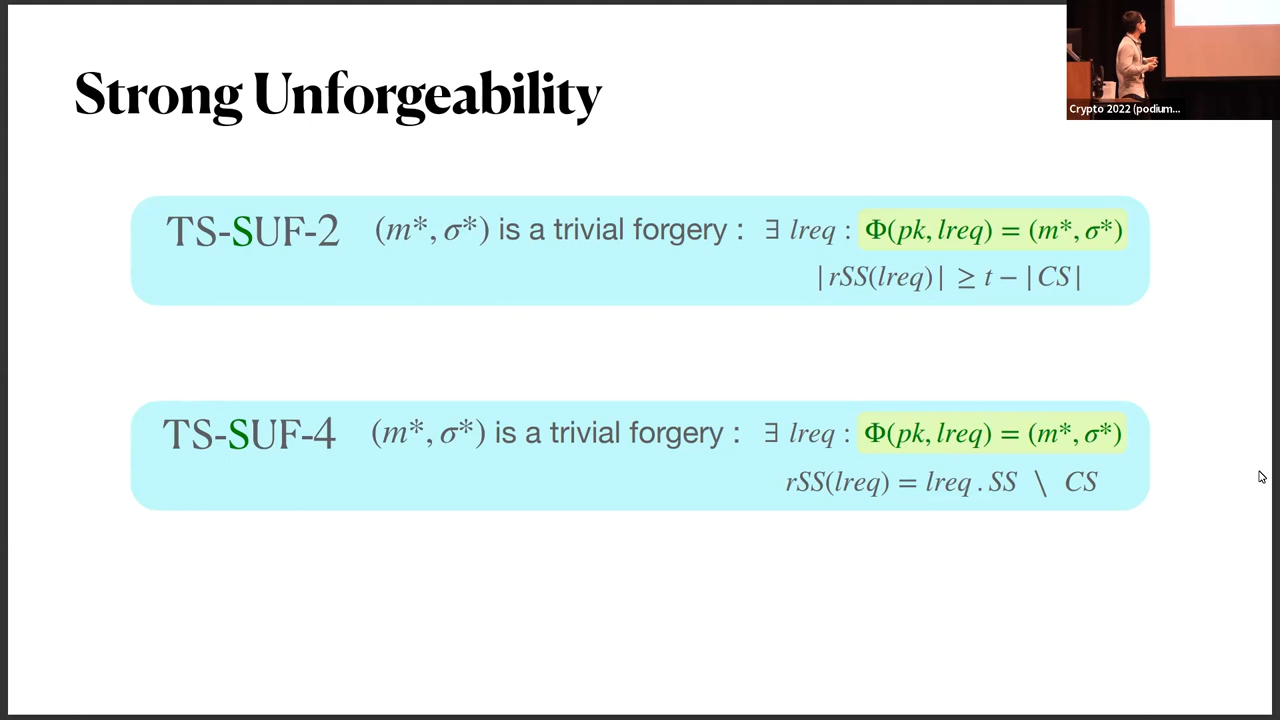 Strong Unforgeability
Crypto 2022 (podium...
TS-SUF-2 (m*, σ*) is a trivial forgery : ∃ lreq : Φ(pk, lreq) = (m*, σ*)
|rSS(lreq)| ≥ t − |CS|
TS-SUF-4 (m*, σ*) is a trivial forgery : ∃ lreq : Φ(pk, lreq) = (m*, σ*)
rSS(lreq) = lreq . SS \ CS